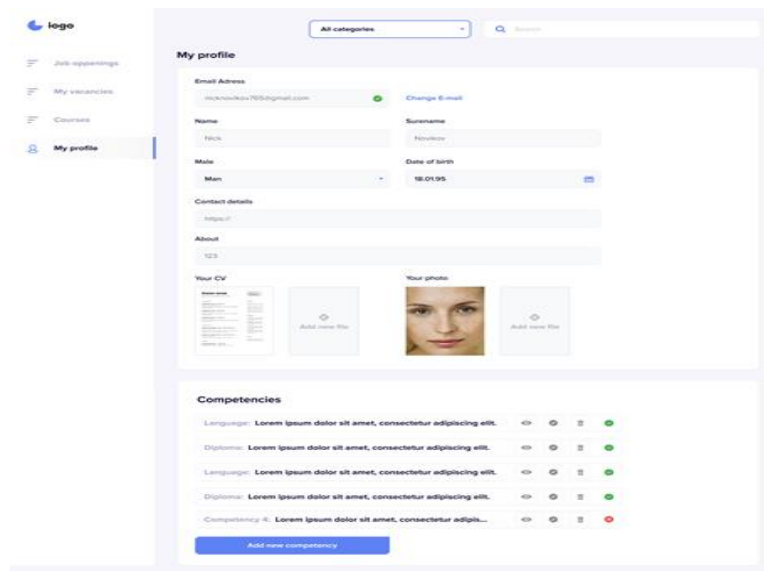 logo
All categories
Search
Job oppenings
My vacancies
Courses
My profile
My profile
Email Adress
Change E-mail
Name
Surename
Nick
Novikov
Male
Date of birth
Man
18.01.95
Contact details
https://
About
123
Your CV
Your photo
Add new file
Add new file
Competencies
Language: Lorem ipsum dolor sit amet, consectetur adipiscing elit.
Diploma: Lorem ipsum dolor sit amet, consectetur adipiscing elit.
Language: Lorem ipsum dolor sit amet, consectetur adipiscing elit.
Diploma: Lorem ipsum dolor sit amet, consectetur adipiscing elit.
Competency 4: Lorem ipsum dolor sit amet, consectetur adipis...
Add new competency